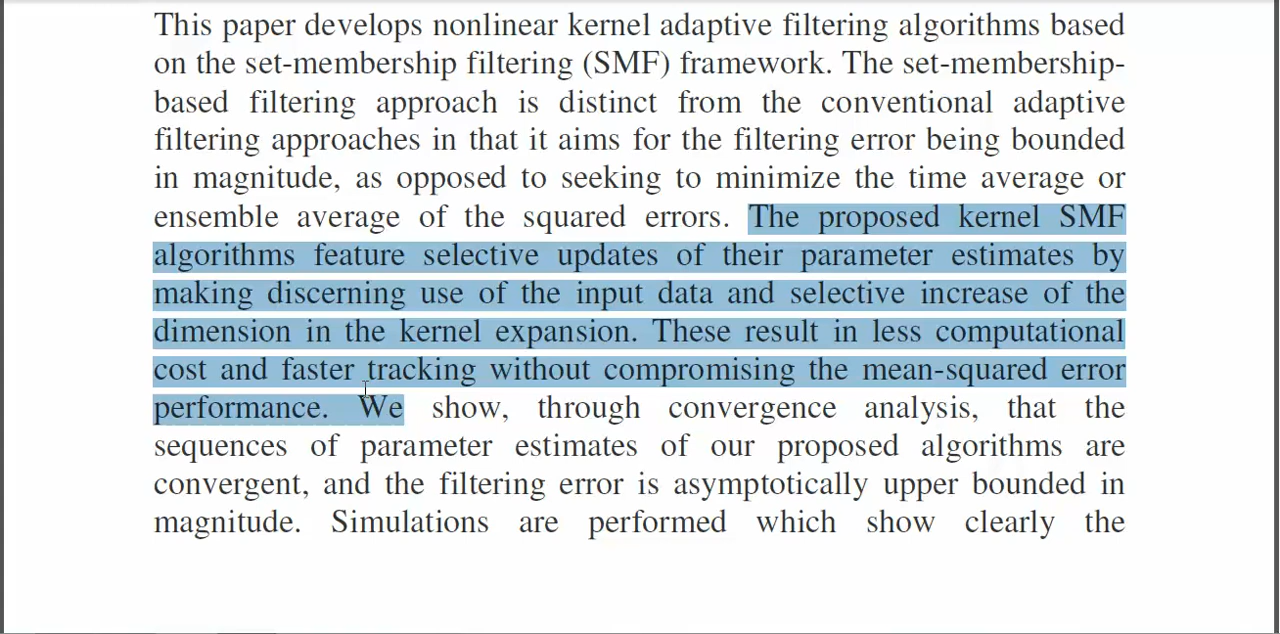 This paper develops nonlinear kernel adaptive filtering algorithms based
on the set-membership filtering (SMF) framework. The set-membership-
based filtering approach is distinct from the conventional adaptive
filtering approaches in that it aims for the filtering error being bounded
in magnitude, as opposed to seeking to minimize the time average or
ensemble average of the squared errors. The proposed kernel SMF
algorithms feature selective updates of their parameter estimates by
making discerning use of the input data and selective increase of the
dimension in the kernel expansion. These result in less computational
cost and faster tracking without compromising the mean-squared error
performance. We show, through convergence analysis, that the
sequences of parameter estimates of our proposed algorithms are
convergent, and the filtering error is asymptotically upper bounded in
magnitude. Simulations are performed which show clearly the